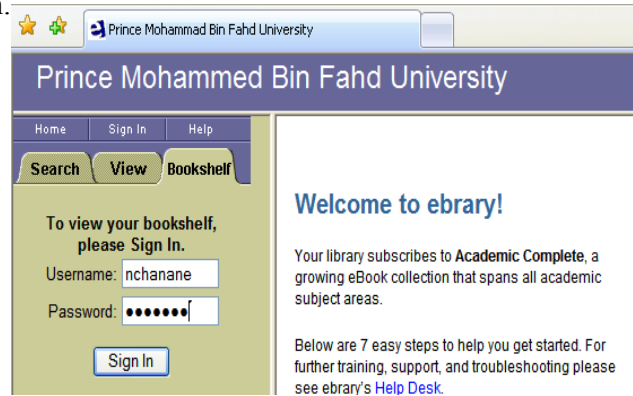 Prince Mohammad Bin Fahd University
Prince Mohammed Bin Fahd University
Home Sign In Help
Search View Bookshelf
To view your bookshelf,
please Sign In.
Username: nchanane
Password: •••••••
Sign In
Welcome to ebrary!
Your library subscribes to Academic Complete, a
growing eBook collection that spans all academic
subject areas.
Below are 7 easy steps to help you get started. For
further training, support, and troubleshooting please
see ebrary's Help Desk.